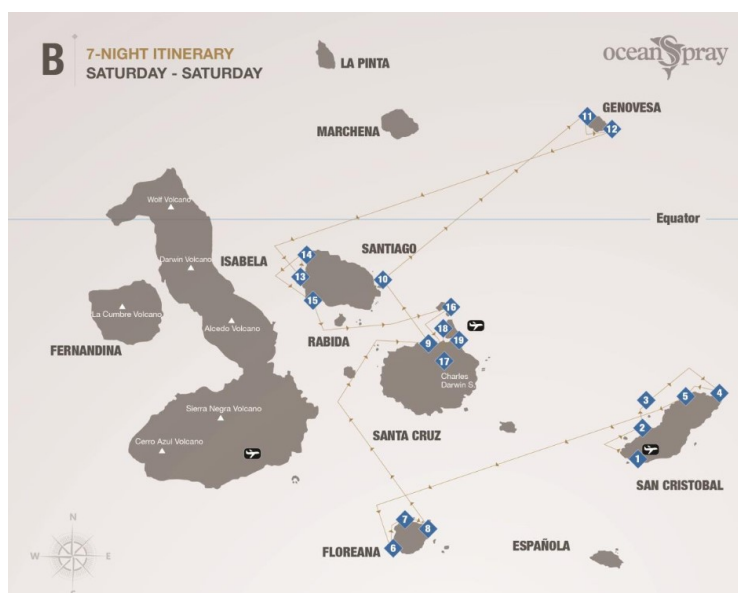 B
7-NIGHT ITINERARY
SATURDAY - SATURDAY
oceanSpray
LA PINTA
MARCHENA
GENOVESA
11
12
Wolf Volcano
Equator
Darwin Volcano
ISABELA
SANTIAGO
14
13
10
15
La Cumbre Volcano
Alcedo Volcano
FERNANDINA
RABIDA
16
18
9
19
17
Charles
Darwin S.
Sierra Negra Volcano
Cerro Azul Volcano
SANTA CRUZ
3
5
4
2
1
SAN CRISTOBAL
7
8
6
FLOREANA
ESPAÑOLA
N
W
E